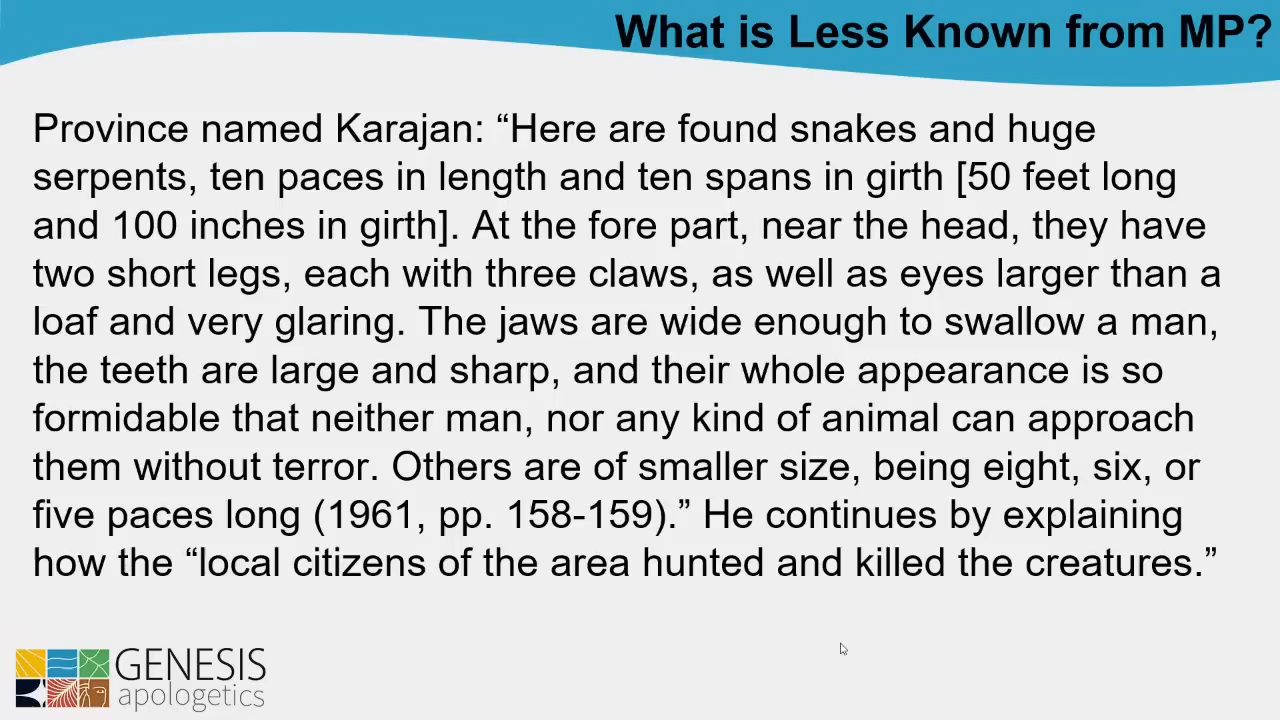 What is Less Known from MP?
Province named Karajan: “Here are found snakes and huge
serpents, ten paces in length and ten spans in girth [50 feet long
and 100 inches in girth]. At the fore part, near the head, they have
two short legs, each with three claws, as well as eyes larger than a
loaf and very glaring. The jaws are wide enough to swallow a man,
the teeth are large and sharp, and their whole appearance is so
formidable that neither man, nor any kind of animal can approach
them without terror. Others are of smaller size, being eight, six, or
five paces long (1961, pp. 158-159).” He continues by explaining
how the “local citizens of the area hunted and killed the creatures.”
GENESIS
apologetics